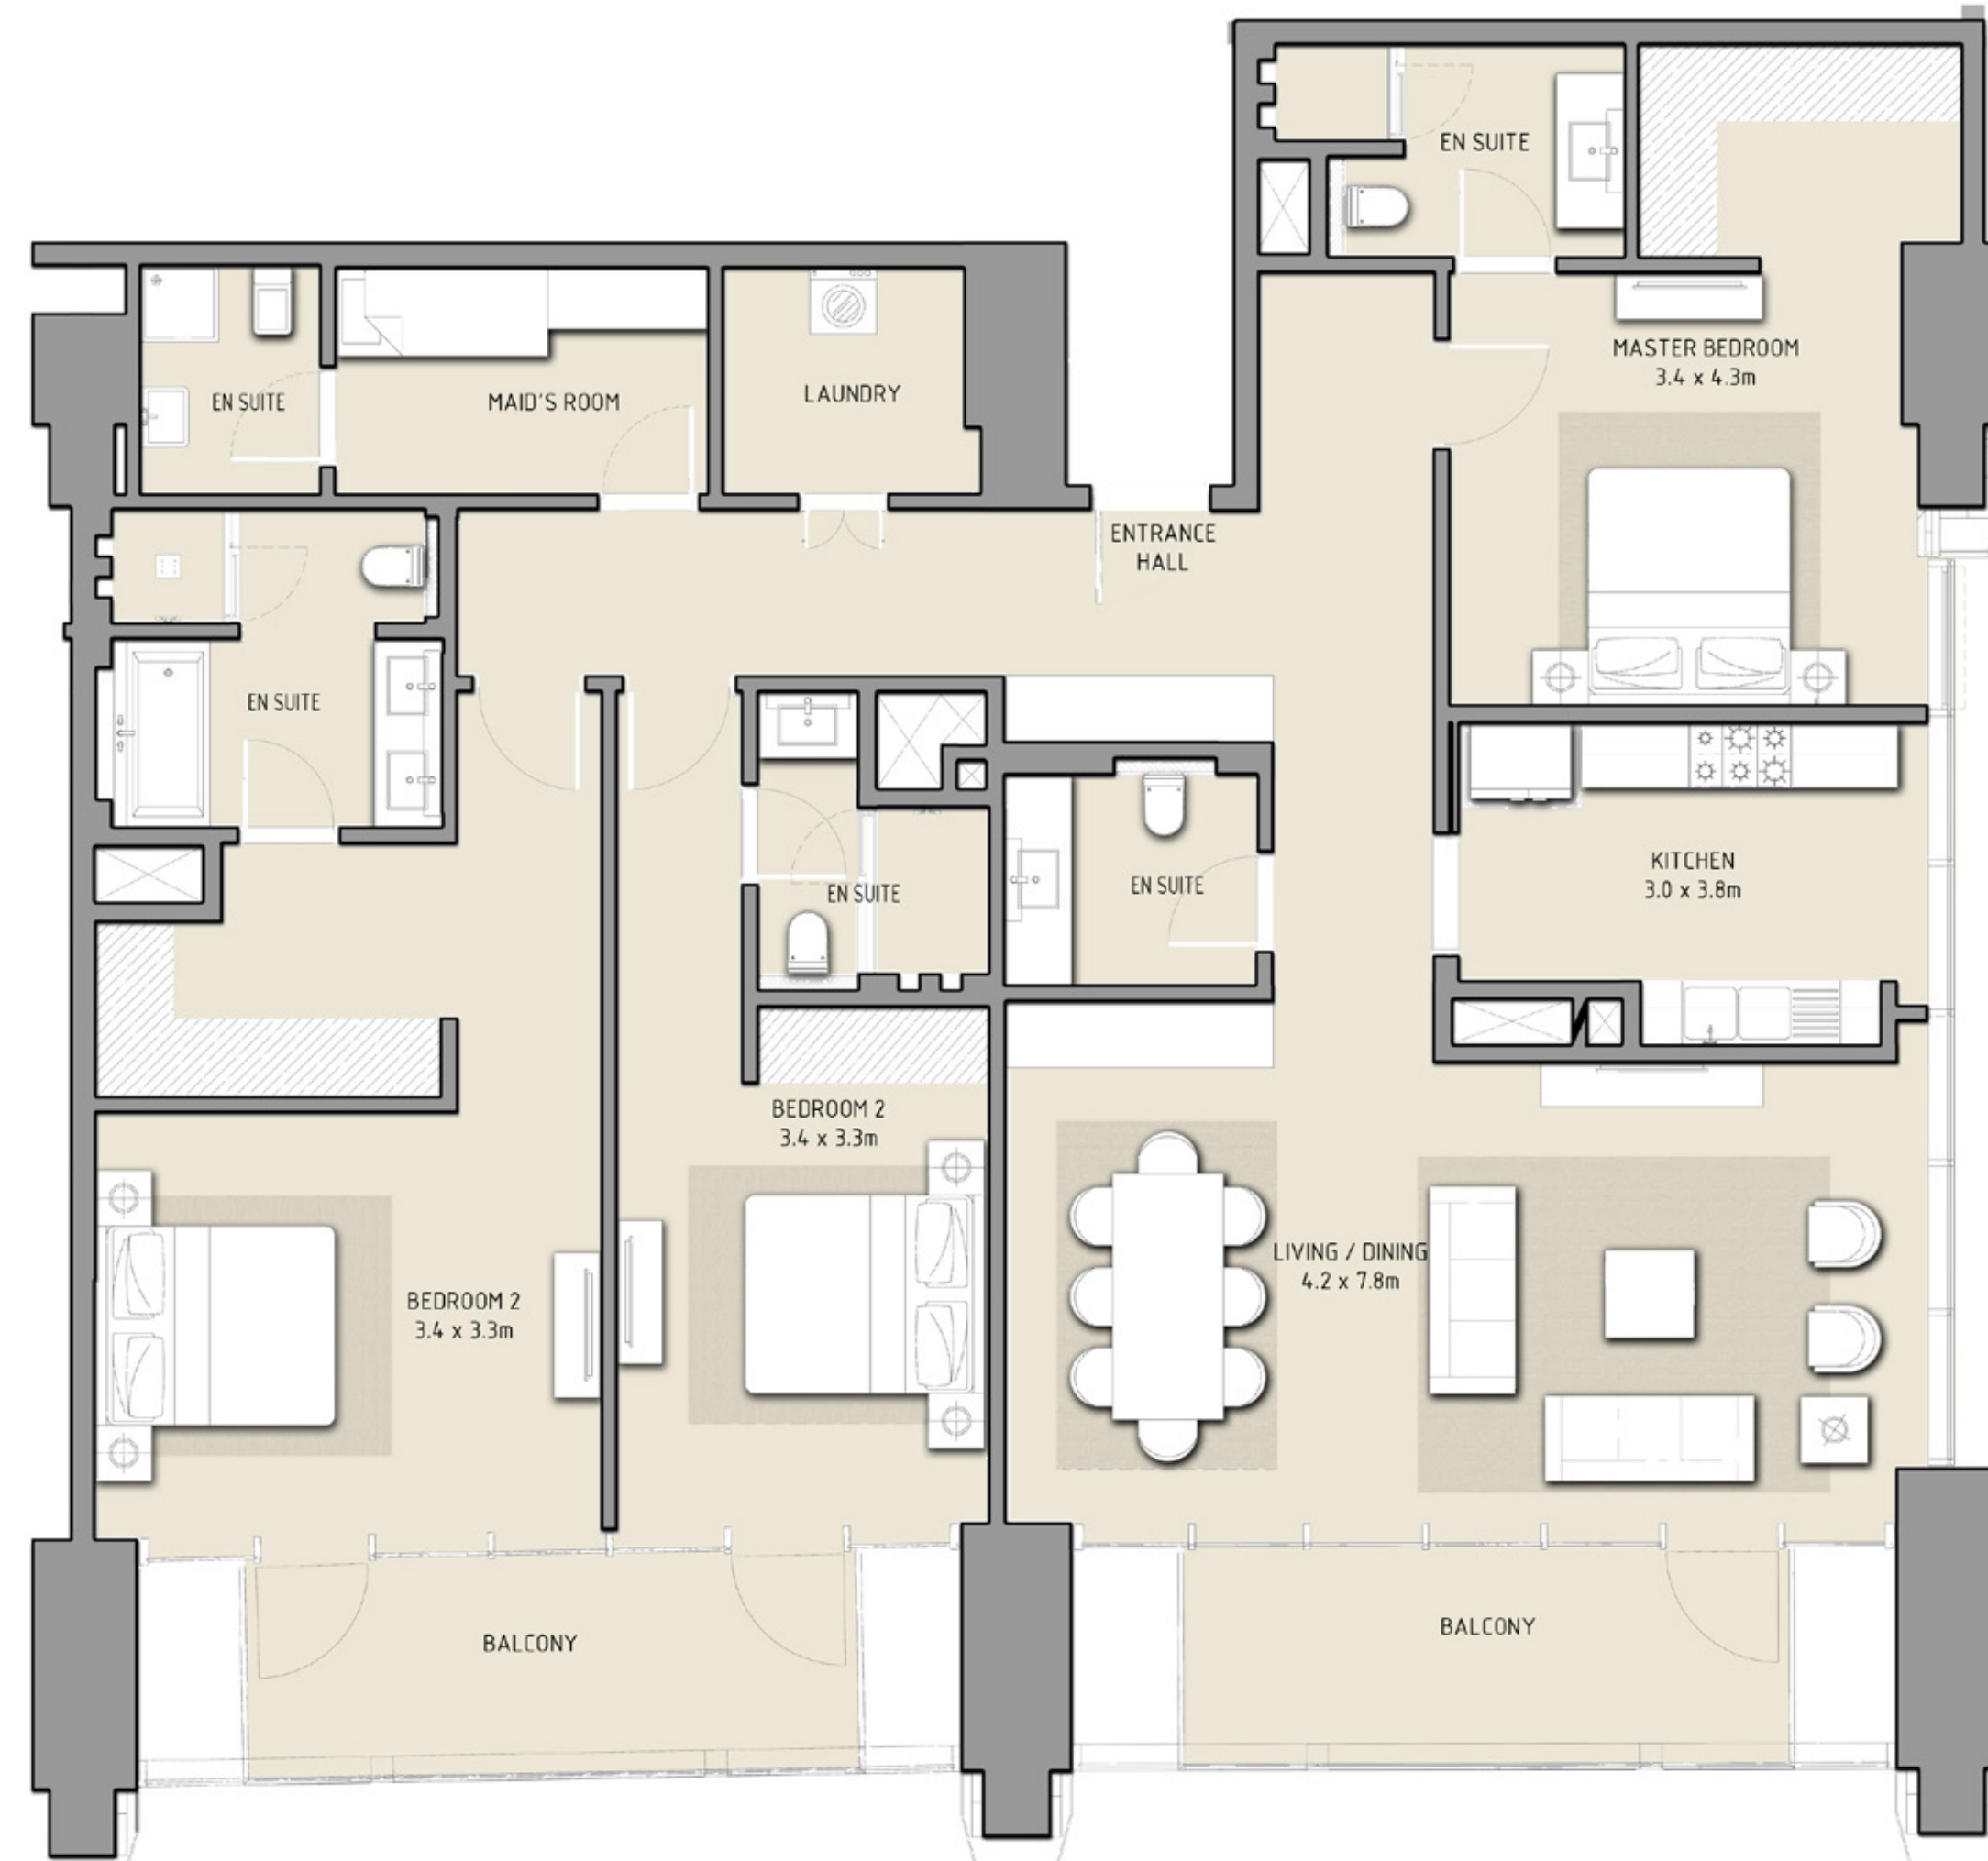 EN SUITE
MASTER BEDROOM
3.4 x 4.3m
EN SUITE
MAID'S ROOM
LAUNDRY
ENTRANCE
HALL
EN SUITE
EN SUITE
EN SUITE
KITCHEN
3.0 x 3.8m
BEDROOM 2
3.4 x 3.3m
BEDROOM 2
3.4 x 3.3m
LIVING / DINING
4.2 x 7.8m
BALCONY
BALCONY